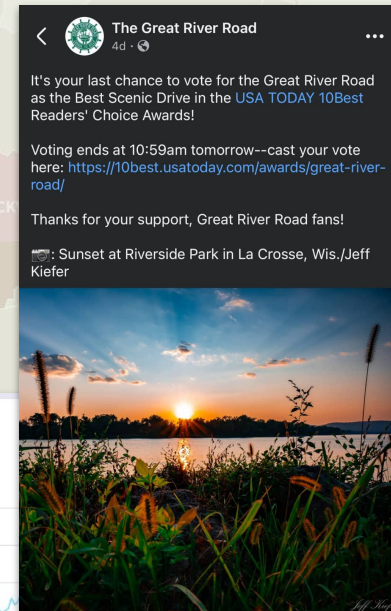 The Great River Road
4d ·
It's your last chance to vote for the Great River Road
as the Best Scenic Drive in the USA TODAY 10Best
Readers' Choice Awards!
Voting ends at 10:59am tomorrow--cast your vote
here: https://10best.usatoday.com/awards/great-river-
road/
Thanks for your support, Great River Road fans!
📷: Sunset at Riverside Park in La Crosse, Wis./Jeff
Kiefer